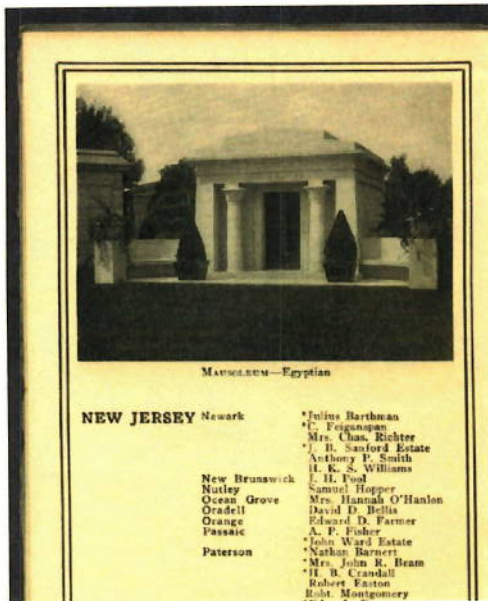 MAUSOLEUM—Egyptian
NEW JERSEY Newark *Julius Barthman
*C. Feiganspan
Mrs. Chas. Richter
*J. B. Sanford Estate
Anthony P. Smith
H. K. S. Williams
New Brunswick J. H. Pool
Nutley Samuel Hopper
Ocean Grove Mrs. Hannah O'Hanlon
Oradell David D. Bellis
Orange Edward D. Farmer
Passaic A. P. Fisher
*John Ward Estate
Paterson *Nathan Barnert
*Mrs. John R. Beam
*H. B. Crandall
Robert Easton
Robt. Montgomery